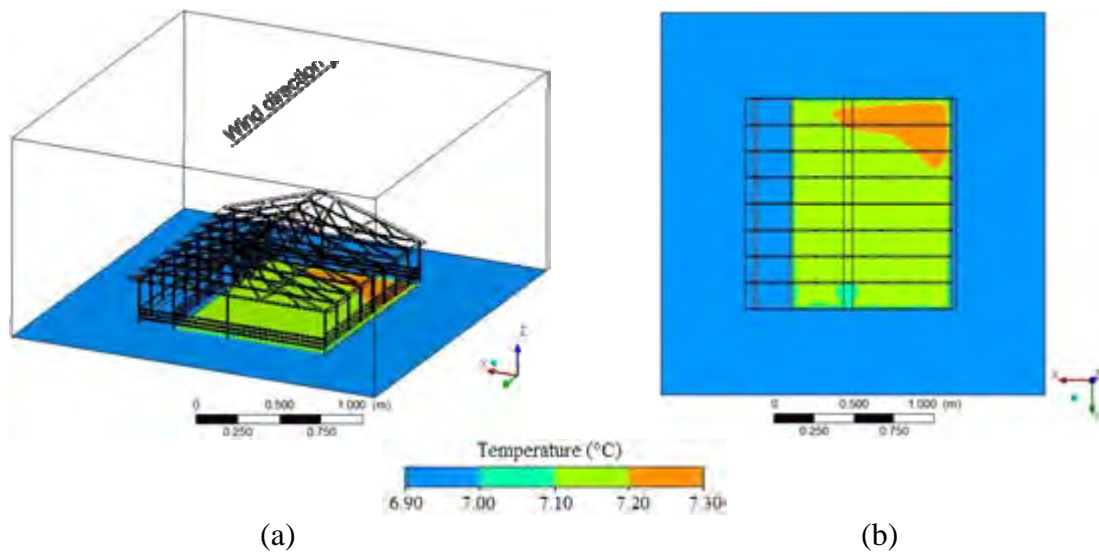 Wind direction
Z
X
0 0.500 1.000 (m)
0.250 0.750
X Z
Y
0 0.500 1.000 (m)
0.250 0.750
Temperature (°C)
6.90 7.00 7.10 7.20 7.30
(a) (b)